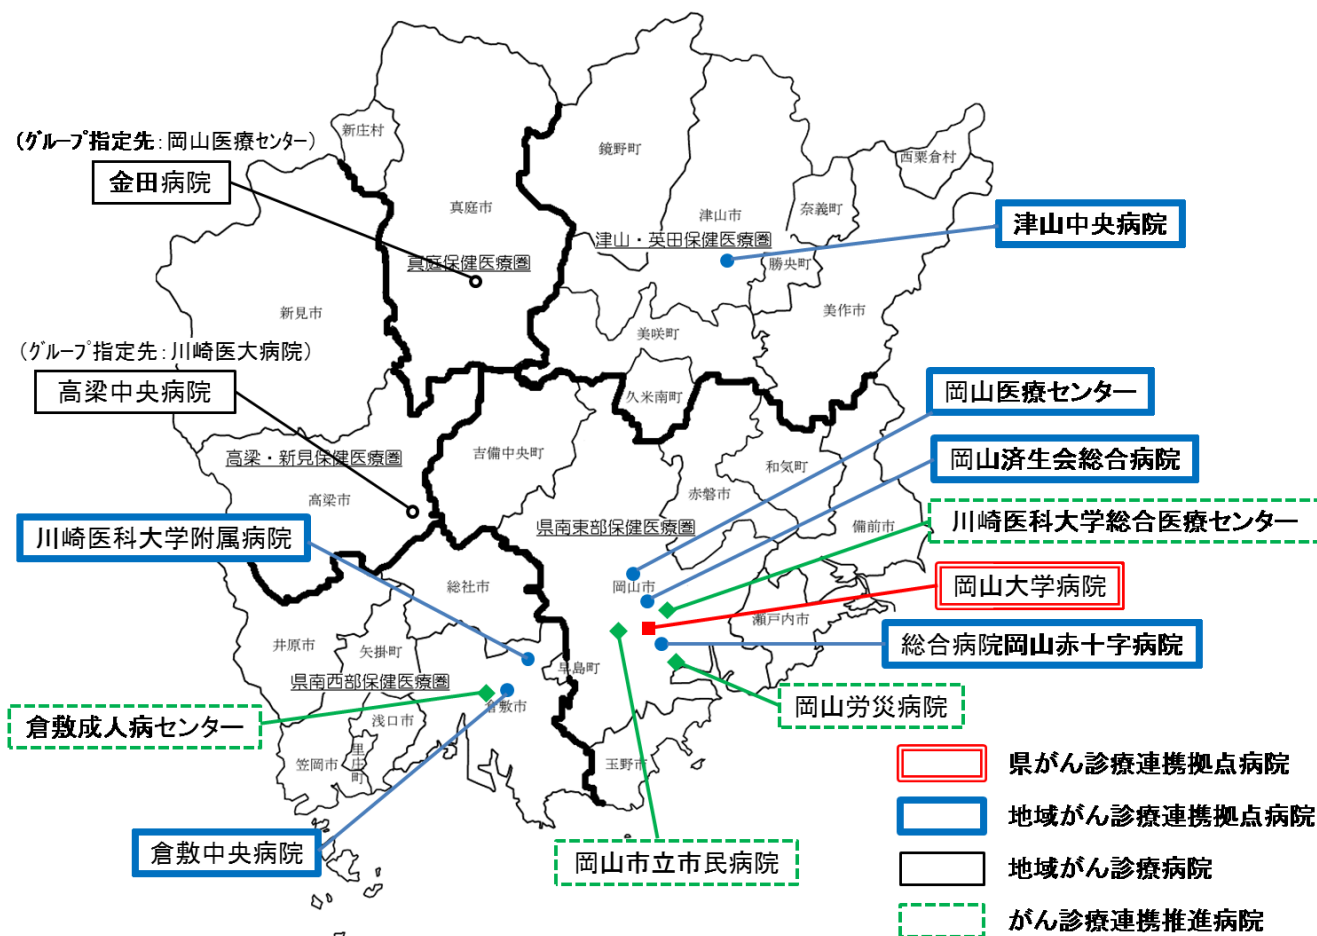 新庄村
(グループ指定先:岡山医療センター)
金田病院
鏡野町
西粟倉村
真庭市
津山市
奈義町
津山中央病院
津山・英田保健医療圏
真庭保健医療圏
勝央町
新見市
美作市
美咲町
(グループ指定先:川崎医大病院)
高梁中央病院
久米南町
岡山医療センター
吉備中央町
高梁・新見保健医療圏
和気町
岡山済生会総合病院
高梁市
赤磐市
川崎医科大学総合医療センター
川崎医科大学附属病院
県南東部保健医療圏
備前市
総社市
岡山市
岡山大学病院
瀬戸内市
井原市
矢掛町
早島町
総合病院岡山赤十字病院
県南西部保健医療圏
倉敷成人病センター
倉敷市
岡山労災病院
浅口市
里庄町
笠岡市
玉野市
県がん診療連携拠点病院
地域がん診療連携拠点病院
倉敷中央病院
岡山市立市民病院
地域がん診療病院
がん診療連携推進病院